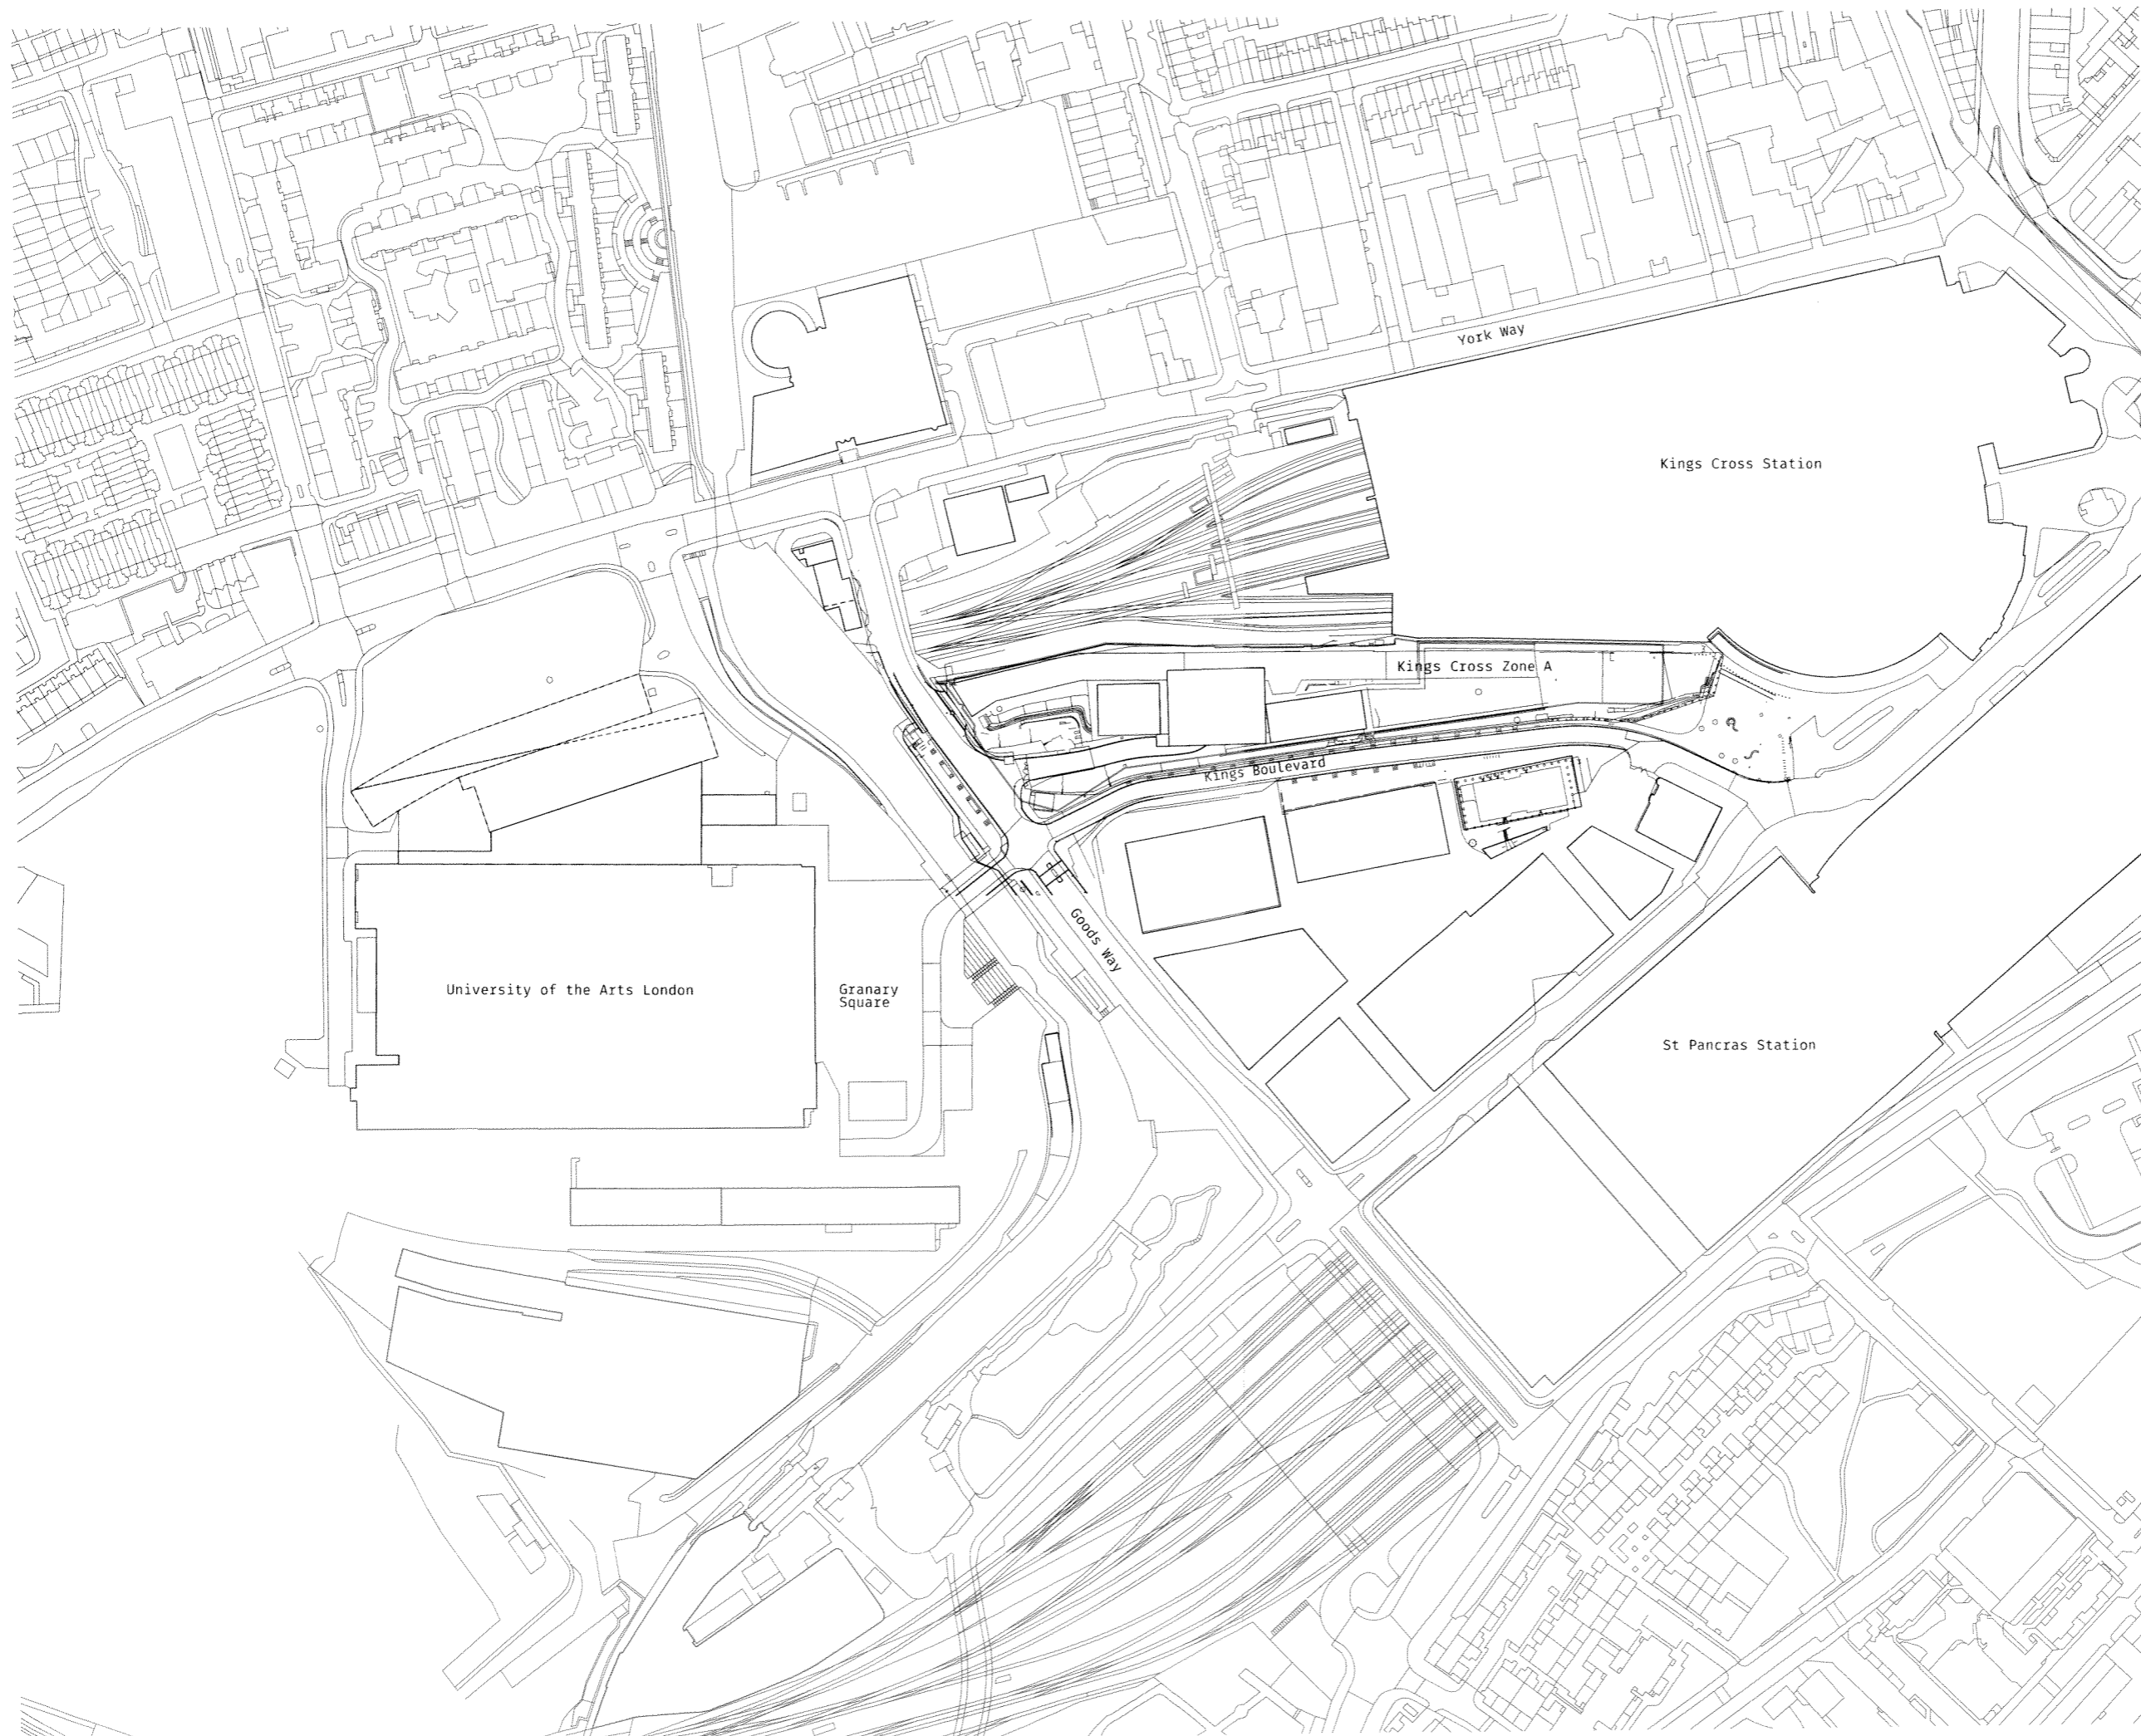 York Way
Kings Cross Station
Kings Cross Zone A
Kings Boulevard
Goods Way
University of the Arts London
Granary
Square
St Pancras Station